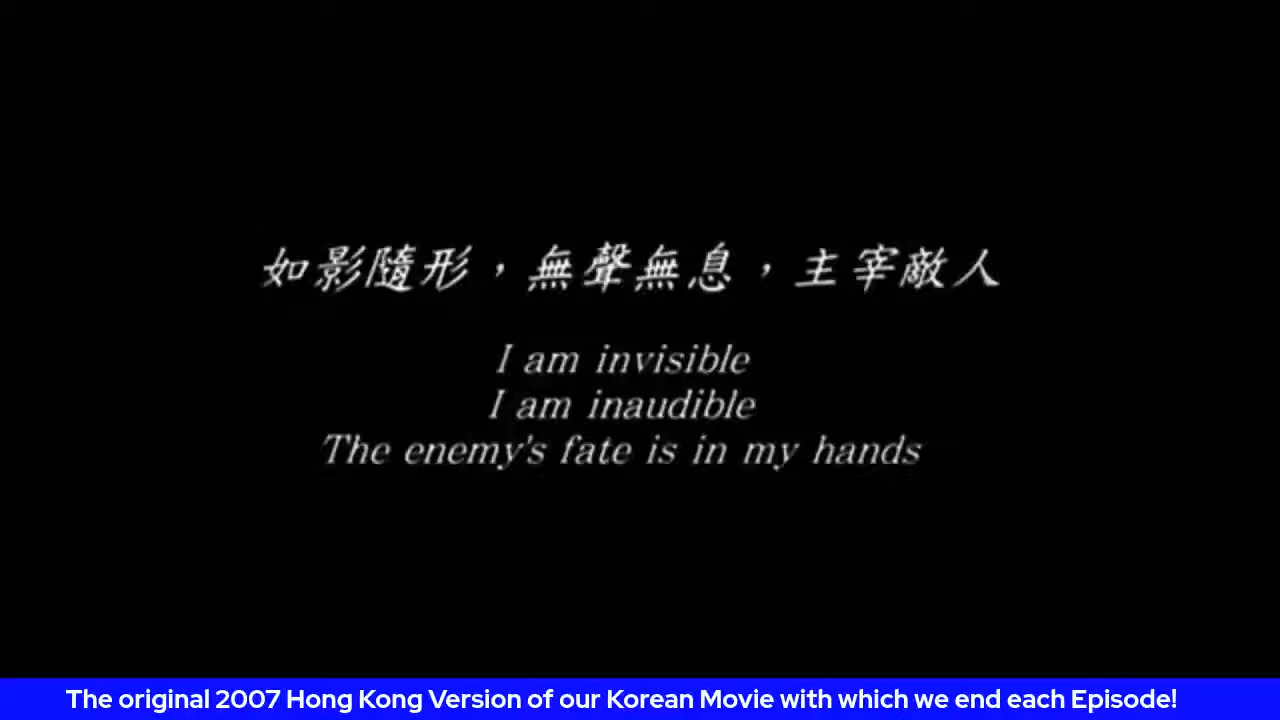 如影隨形，無聲無息，主宰敵人
I am invisible
I am inaudible
The enemy's fate is in my hands
The original 2007 Hong Kong Version of our Korean Movie with which we end each Episode!